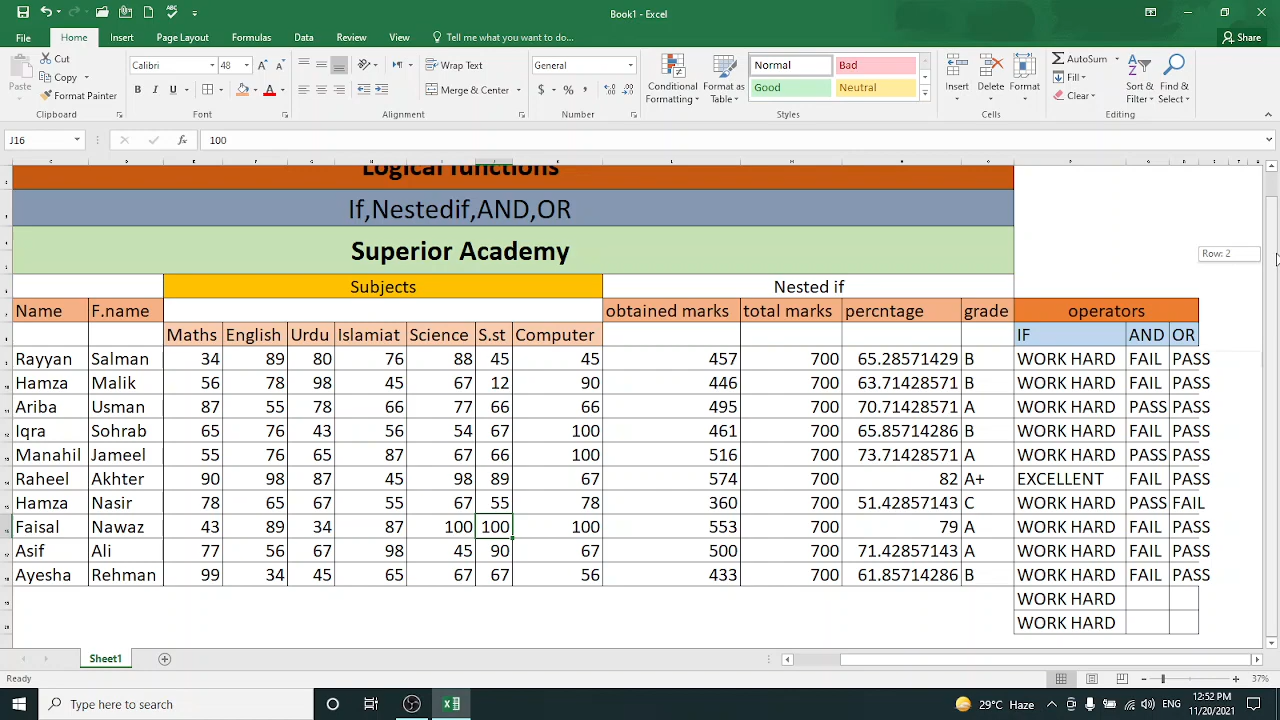 Book1 - Excel
File Home Insert Page Layout Formulas Data Review View Tell me what you want to do... Share
Paste Cut Copy Format Painter
Calibri 48 B I U
Wrap Text Merge & Center
General $ % ,
Conditional Formatting Format as Table
Normal Bad Good Neutral
Insert Delete Format
AutoSum Fill Clear Sort & Filter Find & Select
Clipboard Font Alignment Number Styles Cells Editing
J16 fx 100
Logical functions
If,Nestedif,AND,OR
Superior Academy
Row: 2
Subjects Nested if
Name F.name obtained marks total marks percntage grade operators
Maths English Urdu Islamiat Science S.st Computer IF AND OR
Rayyan Salman 34 89 80 76 88 45 45 457 700 65.28571429 B WORK HARD FAIL PASS
Hamza Malik 56 78 98 45 67 12 90 446 700 63.71428571 B WORK HARD FAIL PASS
Ariba Usman 87 55 78 66 77 66 66 495 700 70.71428571 A WORK HARD PASS PASS
Iqra Sohrab 65 76 43 56 54 67 100 461 700 65.85714286 B WORK HARD FAIL PASS
Manahil Jameel 55 76 65 87 67 66 100 516 700 73.71428571 A WORK HARD PASS PASS
Raheel Akhter 90 98 87 45 98 89 67 574 700 82 A+ EXCELLENT FAIL PASS
Hamza Nasir 78 65 67 55 67 55 78 360 700 51.42857143 C WORK HARD PASS FAIL
Faisal Nawaz 43 89 34 87 100 100 100 553 700 79 A WORK HARD FAIL PASS
Asif Ali 77 56 67 98 45 90 67 500 700 71.42857143 A WORK HARD FAIL PASS
Ayesha Rehman 99 34 45 65 67 67 56 433 700 61.85714286 B WORK HARD FAIL PASS
WORK HARD
WORK HARD
Sheet1
Ready 37%
Type here to search 29°C Haze ENG 12:52 PM
11/20/2021